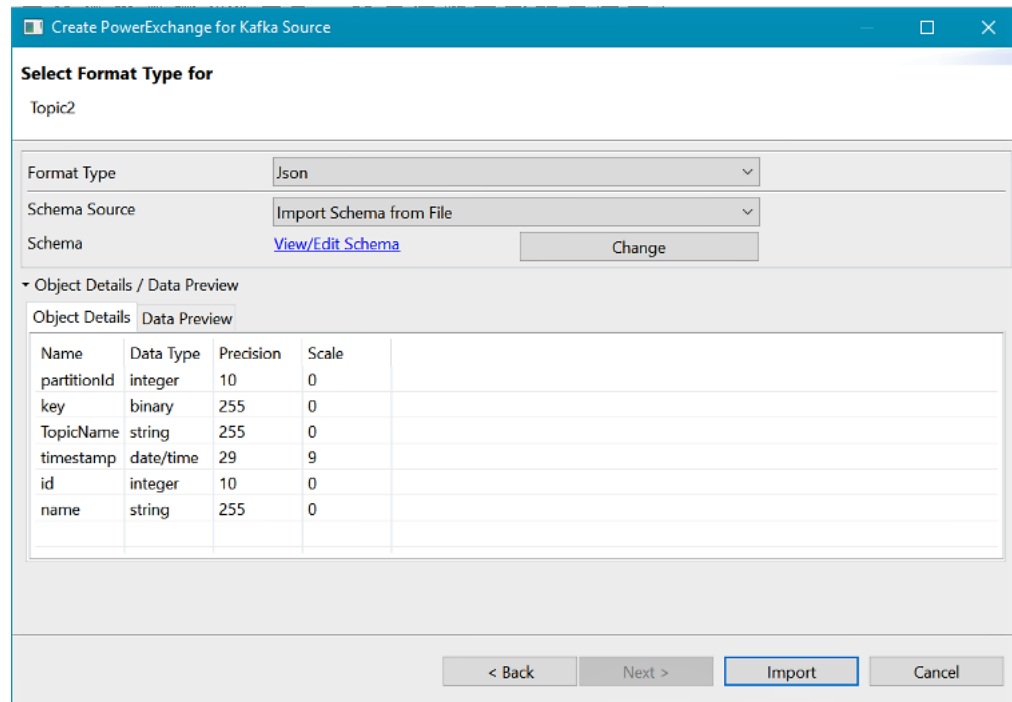 Create PowerExchange for Kafka Source
Select Format Type for
Topic2
Format Type Json
Schema Source Import Schema from File
Schema View/Edit Schema Change
Object Details / Data Preview
Object Details Data Preview
Name Data Type Precision Scale
partitionId integer 10 0
key binary 255 0
TopicName string 255 0
timestamp date/time 29 9
id integer 10 0
name string 255 0
< Back Next > Import Cancel